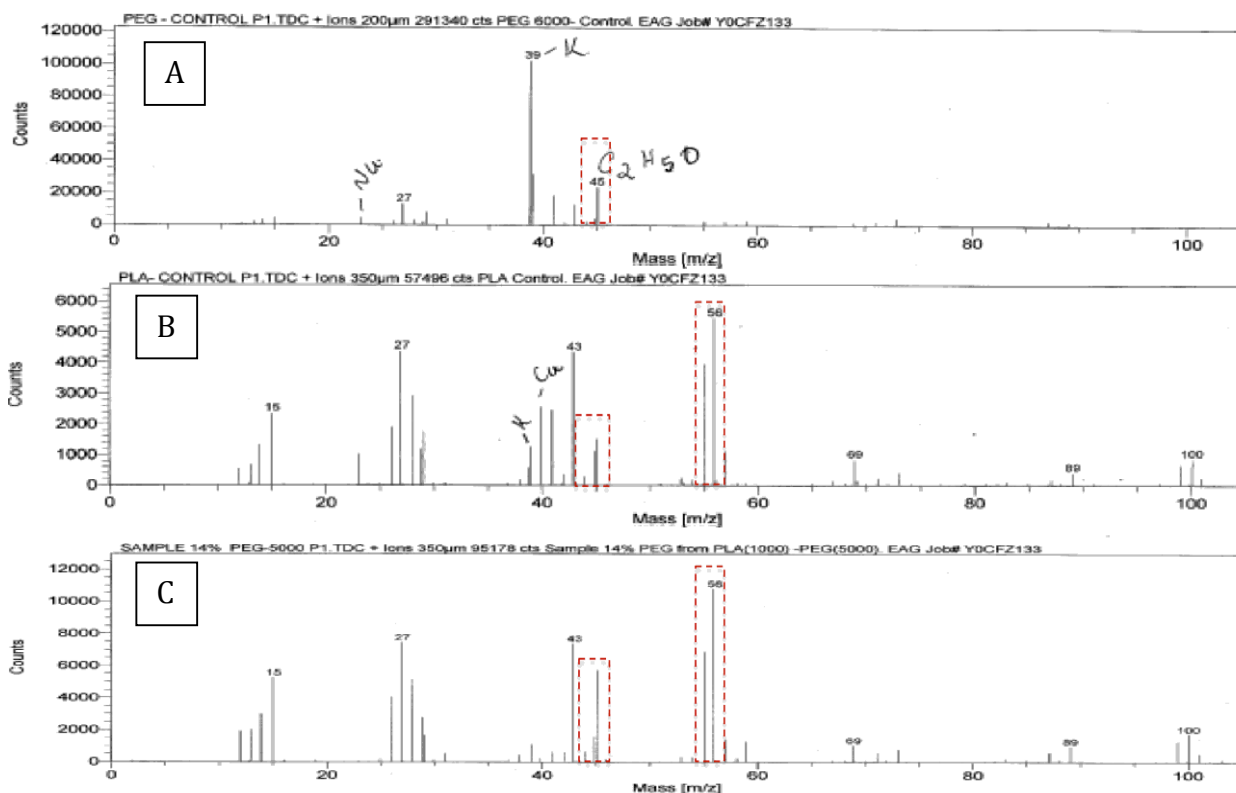 PEG - CONTROL P1.TDC + Ions 200µm 291340 cts PEG 6000- Control. EAG Job# Y0CFZ133
120000
100000
80000
60000
40000
20000
0
Counts
A
39 - K
Na
27
C2H5O
45
0 20 40 60 80 100
Mass [m/z]
PLA- CONTROL P1.TDC + Ions 350µm 57496 cts PLA Control. EAG Job# Y0CFZ133
6000
5000
4000
3000
2000
1000
0
Counts
B
56
27
43
- Ca
15
- K
69
89
100
0 20 40 60 80 100
Mass [m/z]
SAMPLE 14% PEG-5000 P1.TDC + Ions 350µm 95178 cts Sample 14% PEG from PLA(1000) -PEG(5000). EAG Job# Y0CFZ133
12000
10000
8000
6000
4000
2000
0
Counts
C
56
27
43
15
69
89
100
0 20 40 60 80 100
Mass [m/z]